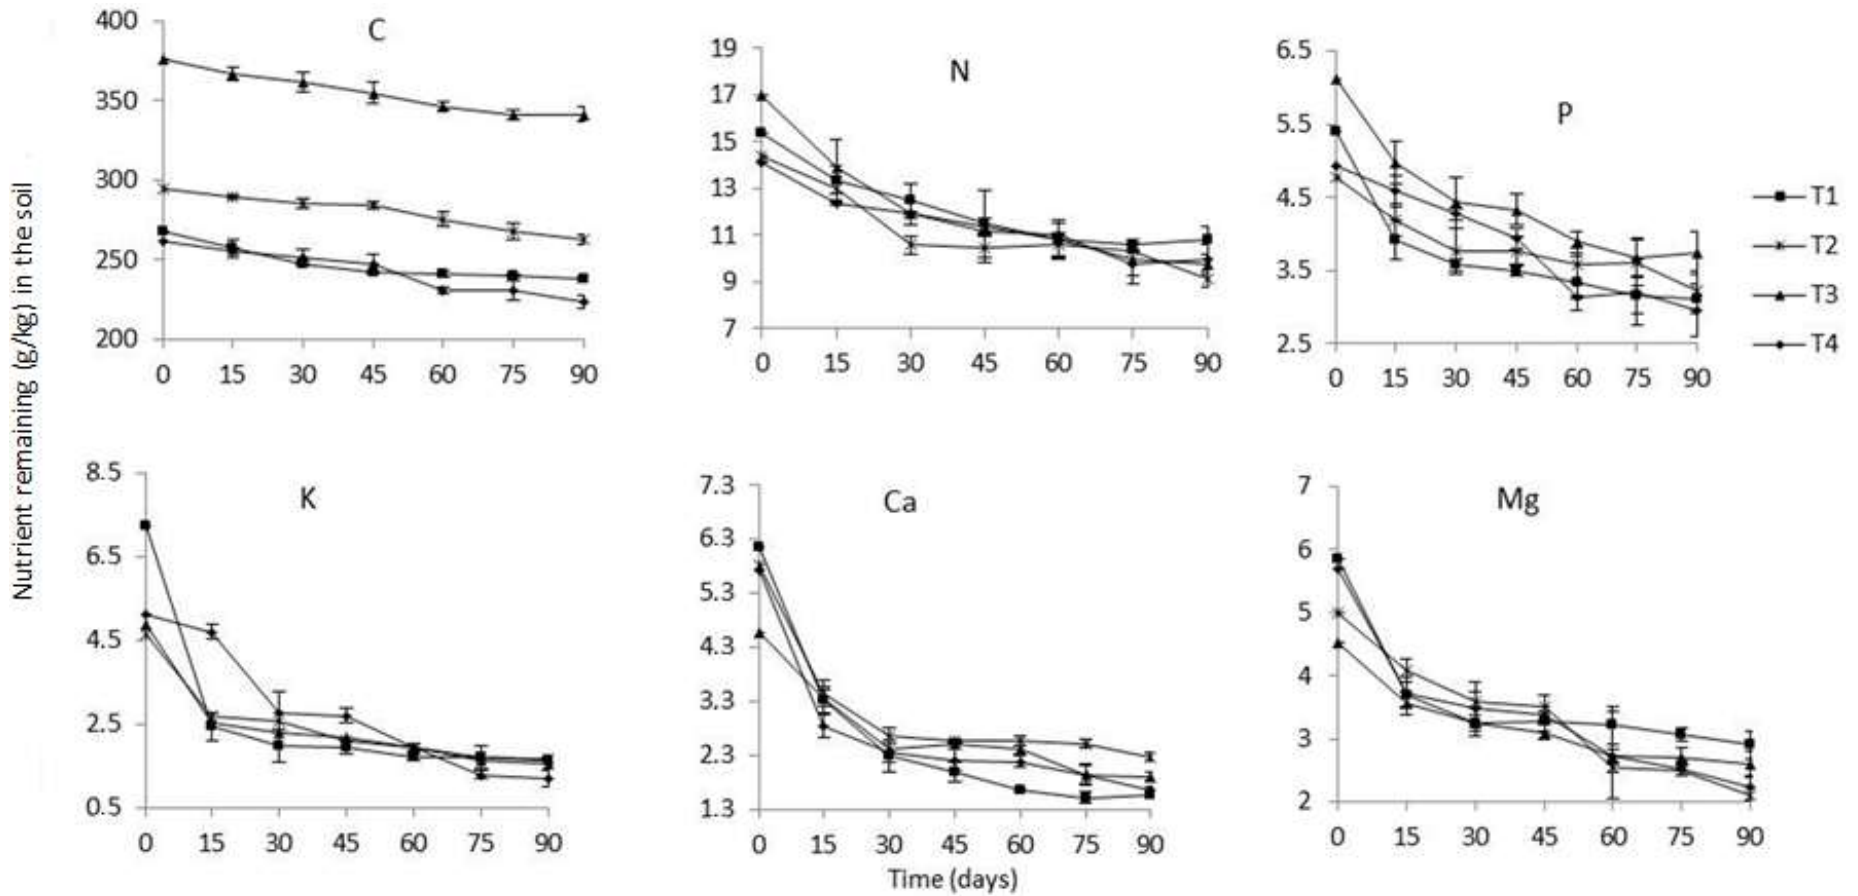 Nutrient remaining (g/kg) in the soil
C
400
350
300
250
200
0 15 30 45 60 75 90
N
19
17
15
13
11
9
7
0 15 30 45 60 75 90
P
6.5
5.5
4.5
3.5
2.5
0 15 30 45 60 75 90
T1
T2
T3
T4
K
8.5
6.5
4.5
2.5
0.5
0 15 30 45 60 75 90
Ca
7.3
6.3
5.3
4.3
3.3
2.3
1.3
0 15 30 45 60 75 90
Mg
7
6
5
4
3
2
0 15 30 45 60 75 90
Time (days)